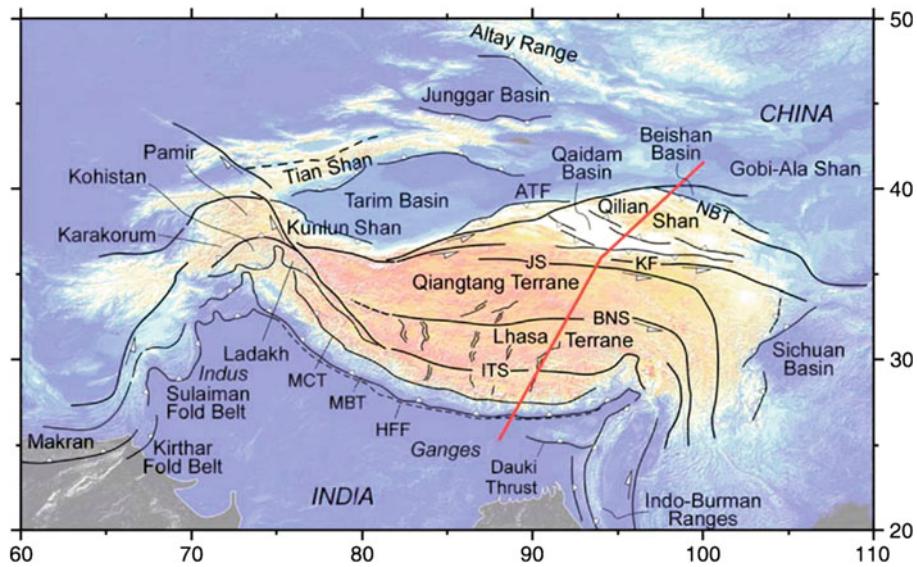 50
Altay Range
Junggar Basin
CHINA
Pamir
Beishan
Basin
Qaidam
Basin
Gobi-Ala Shan
Kohistan
Tian Shan
Tarim Basin
ATF
40
40
Qilian
Shan
NBT
Karakorum
Kunlun Shan
JS
KF
Qiangtang Terrane
BNS
Lhasa
Terrane
Ladakh
Indus
ITS
30
30
Sichuan
Basin
MCT
Sulaiman
Fold Belt
MBT
HFF
Makran
Kirthar
Fold Belt
Ganges
Dauki
Thrust
INDIA
Indo-Burman
Ranges
20
20
60
70
80
90
100
110